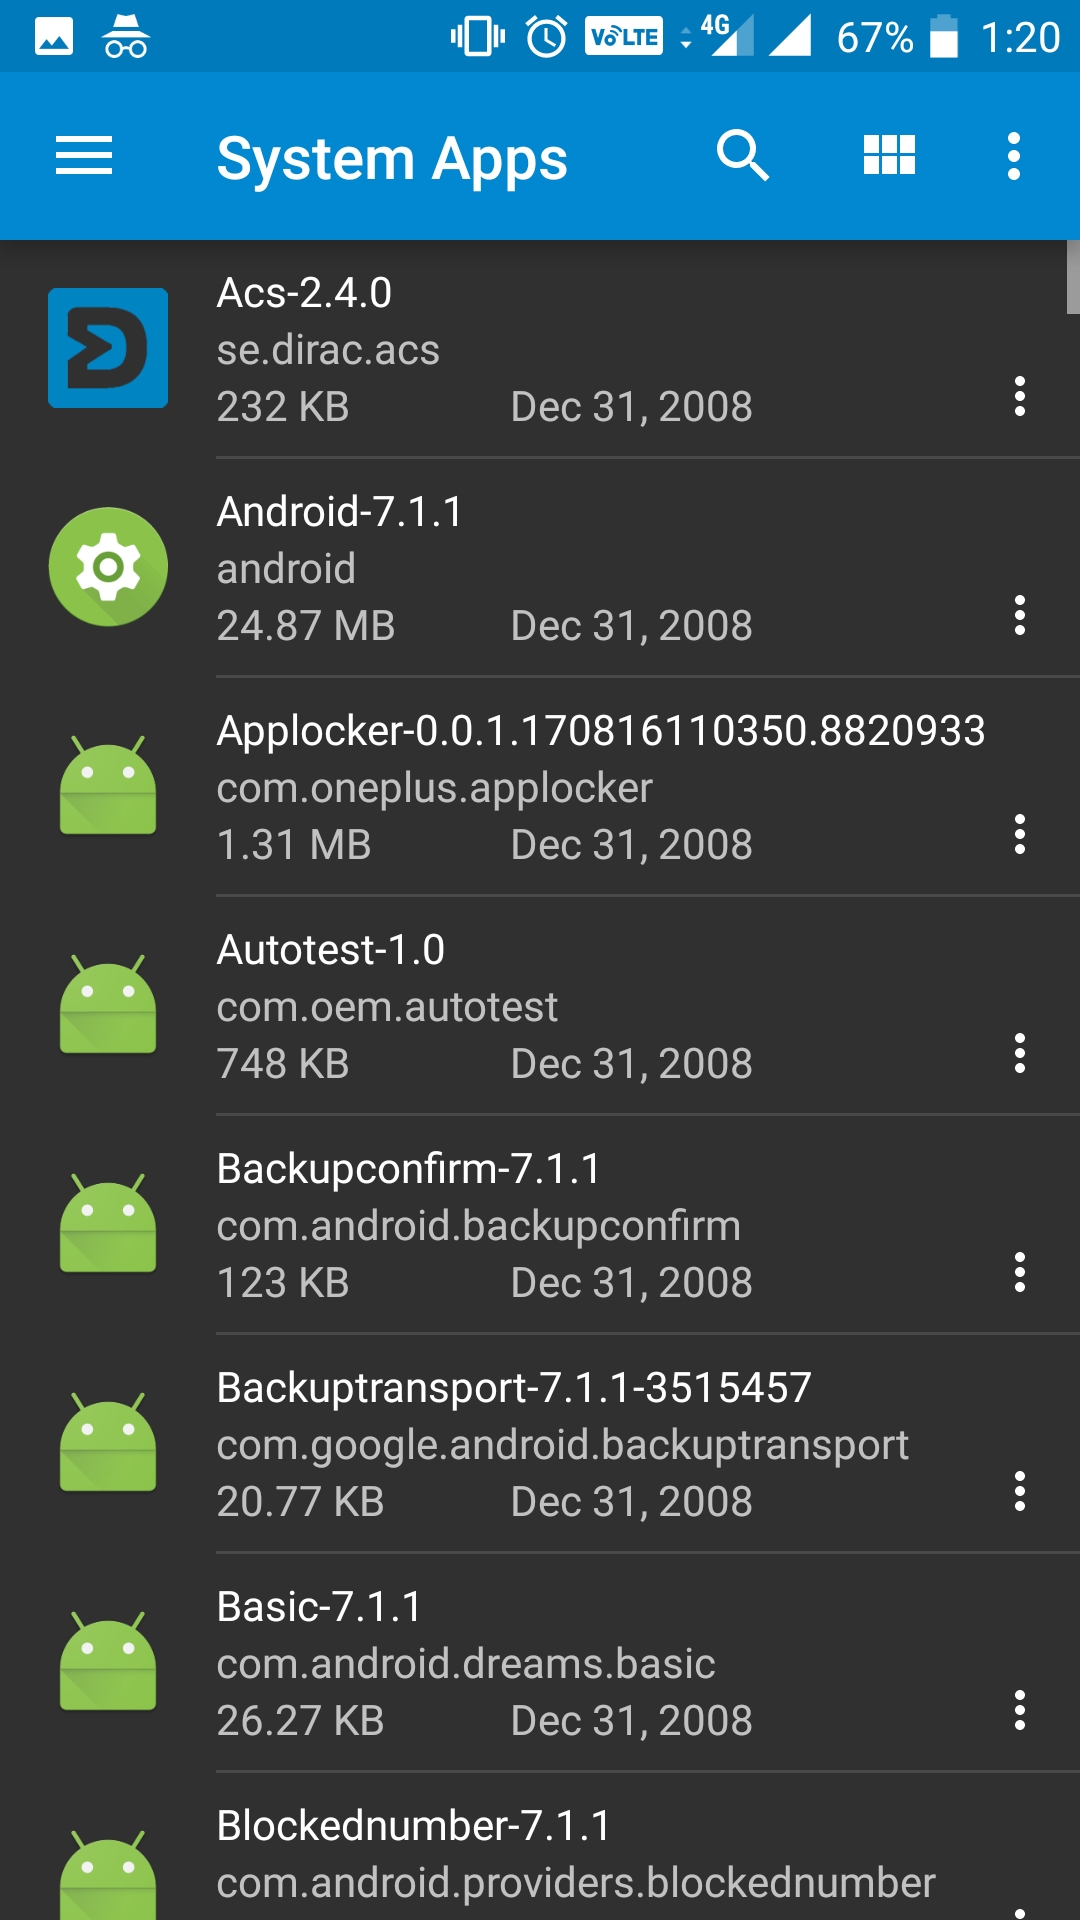 VoLTE 4G 67% 1:20
System Apps
Acs-2.4.0
se.dirac.acs
232 KB Dec 31, 2008
Android-7.1.1
android
24.87 MB Dec 31, 2008
Applocker-0.0.1.170816110350.8820933
com.oneplus.applocker
1.31 MB Dec 31, 2008
Autotest-1.0
com.oem.autotest
748 KB Dec 31, 2008
Backupconfirm-7.1.1
com.android.backupconfirm
123 KB Dec 31, 2008
Backuptransport-7.1.1-3515457
com.google.android.backuptransport
20.77 KB Dec 31, 2008
Basic-7.1.1
com.android.dreams.basic
26.27 KB Dec 31, 2008
Blockednumber-7.1.1
com.android.providers.blockednumber